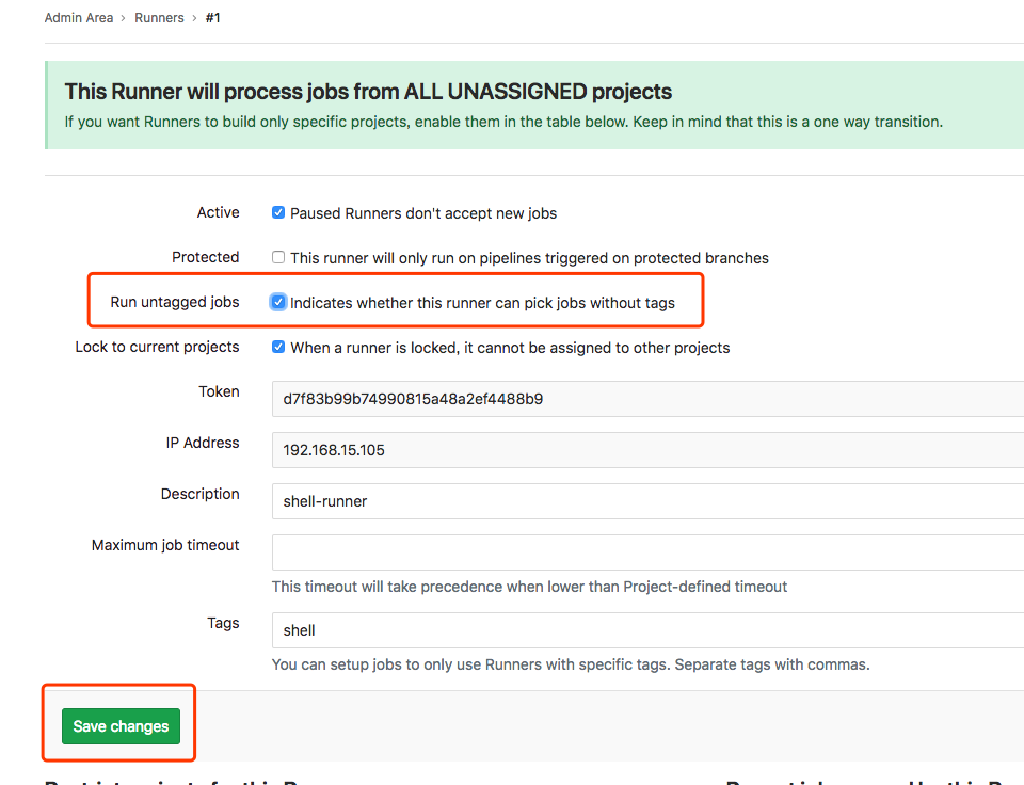 Admin Area › Runners › #1
This Runner will process jobs from ALL UNASSIGNED projects
If you want Runners to build only specific projects, enable them in the table below. Keep in mind that this is a one way transition.
Active Paused Runners don't accept new jobs
Protected This runner will only run on pipelines triggered on protected branches
Run untagged jobs Indicates whether this runner can pick jobs without tags
Lock to current projects When a runner is locked, it cannot be assigned to other projects
Token d7f83b99b74990815a48a2ef4488b9
IP Address 192.168.15.105
Description shell-runner
Maximum job timeout
This timeout will take precedence when lower than Project-defined timeout
Tags shell
You can setup jobs to only use Runners with specific tags. Separate tags with commas.
Save changes